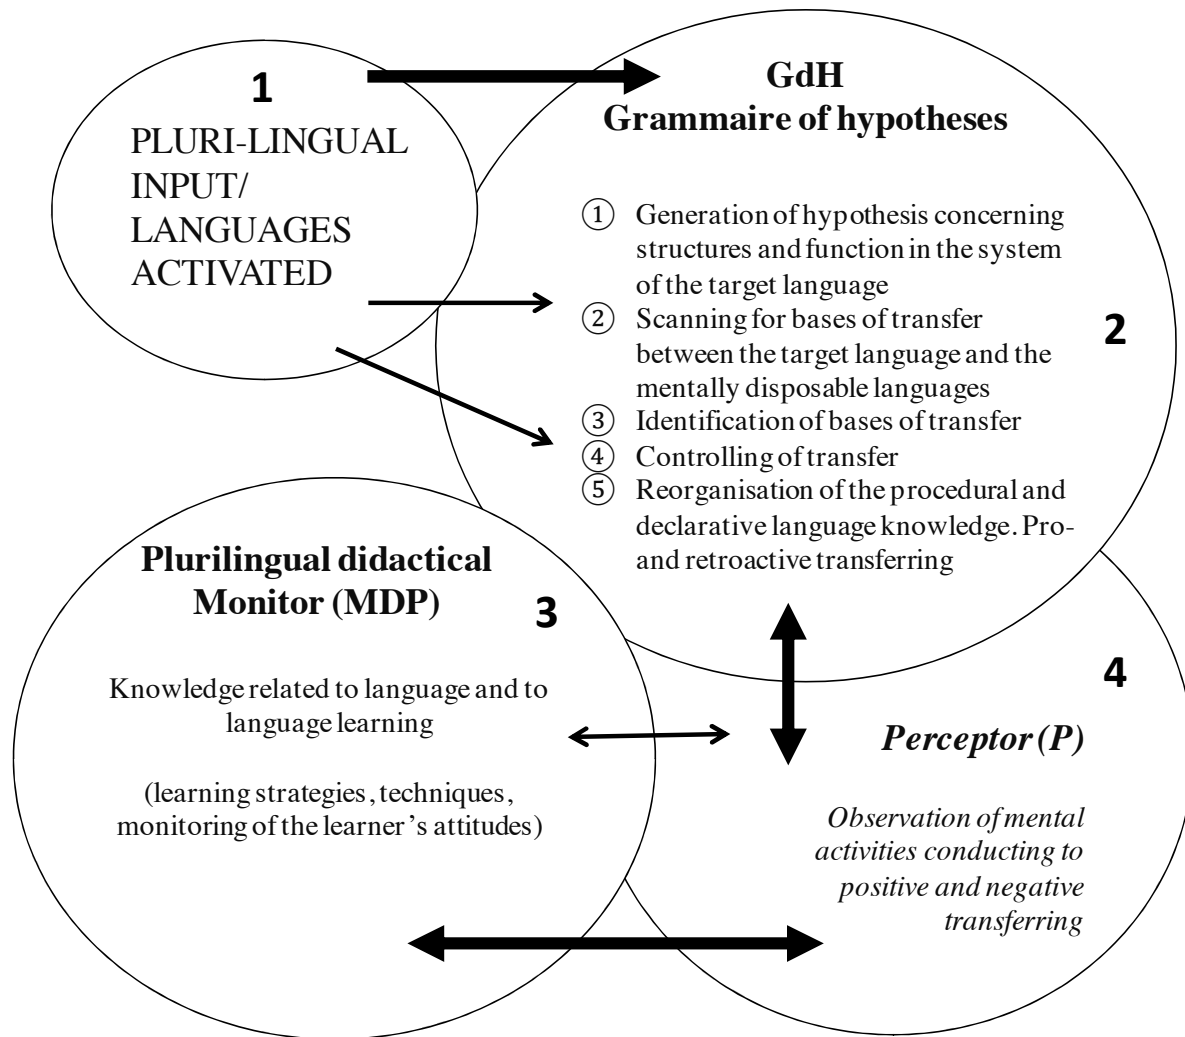 1
PLURI-LINGUAL
INPUT/
LANGUAGES
ACTIVATED
GdH
Grammaire of hypotheses
① Generation of hypothesis concerning
structures and function in the system
of the target language
② Scanning for bases of transfer
between the target language and the
mentally disposable languages
③ Identification of bases of transfer
④ Controlling of transfer
⑤ Reorganisation of the procedural and
declarative language knowledge. Pro-
and retroactive transferring
2
Plurilingual didactical
Monitor (MDP)
3
Knowledge related to language and to
language learning
(learning strategies, techniques,
monitoring of the learner's attitudes)
4
Perceptor (P)
Observation of mental
activities conducting to
positive and negative
transferring